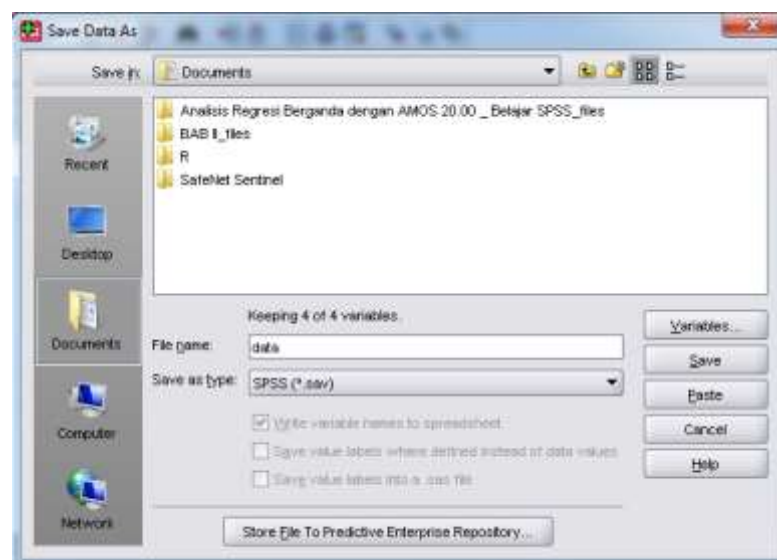 Save Data As
Save in:
Documents
Analisis Regresi Berganda dengan AMOS 20.00 _ Belajar SPSS_files
BAB II_files
R
SafeNet Sentinel
Recent
Desktop
Documents
Computer
Network
Keeping 4 of 4 variables.
File name:
data
Save as type:
SPSS (*.sav)
Write variable names to spreadsheet
Save value labels where defined instead of data values
Save value labels into a .sas file
Variables...
Save
Paste
Cancel
Help
Store File To Predictive Enterprise Repository...